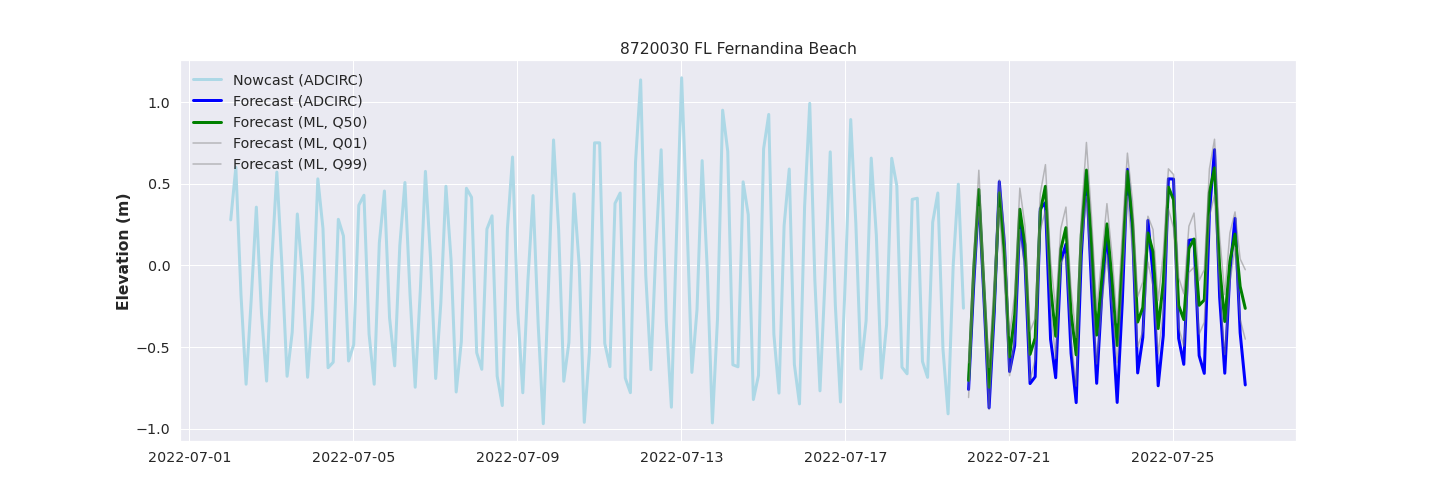 8720030 FL Fernandina Beach
Nowcast (ADCIRC)
Forecast (ADCIRC)
Forecast (ML, Q50)
Forecast (ML, Q01)
Forecast (ML, Q99)
Elevation (m)
1.0
0.5
0.0
−0.5
−1.0
2022-07-01 2022-07-05 2022-07-09 2022-07-13 2022-07-17 2022-07-21 2022-07-25